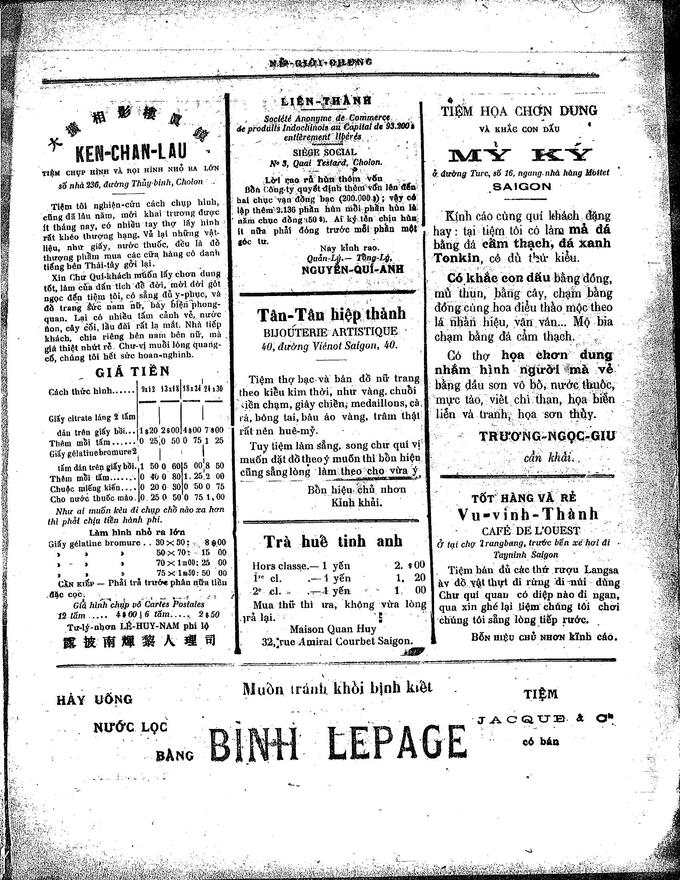 NỮ-GIỚI-CHUNG
大 演 相 影 樓 真 鏡
KEN-CHAN-LAU
TIỆM CHỤP HÌNH VÀ RỌI HÌNH NHỎ RA LỚN
số nhà 236, đường Thủy-binh, Cholon
Tiệm tôi nghiên-cứu cách chụp hình,
cũng đã lâu năm, mới khai trương được
ít tháng nay, có nhiều tay thợ lấy hình
rất khéo thượng hạng. Vả lại những vật-
liệu, như giấy, nước thuốc, đều là đồ
thượng phẩm mua các cửa hàng có danh
tiếng bên Thái-tây gởi lại.
Xin Chư Quí-khách muốn lấy chơn dung
tốt, làm của dấu tích để đời, mời dời gót
ngọc đến tiệm tôi, có sẳng đủ y-phục, và
đồ trang sức nam nữ, bày biện phong-
quan. Lại có nhiều tấm cảnh vẻ, nước
non, cây cối, lầu đài rất lạ mắt. Nhà tiếp
khách, chia riêng bên nam bên nữ, mà
giá thiệt nhứt rẻ. Chư-vị muối lòng quang-
cố, chúng tôi hết sức hoan-nghinh.
GIÁ TIỀN
Cách thức hình...... 9x12 13x18 18x24 24x30
Giấy citrate láng 2 tấm
dán trên giấy bồi. 1$20 2$00 4$00 7$00
Thêm mỗi tấm...... 0 25 0 50 0 75 1 25
Giấy gélatine bromure 2
tấm dán trên giấy bồi. 1 50 0 60 5 00 8 50
Thêm mỗi tấm...... 0 40 0 80 1 25 2 00
Chuộc miếng kiến.... 0 20 0 30 0 50 0 75
Cho nước thuốc màu. 0 25 0 50 0 75 1,00
Như ai muốn kêu đi chụp chỗ nào xa hơn
thì phải chịu tiền hành phí.
Làm hình nhỏ ra lớn
Giấy gélatine bromure . . 30 × 50 : 8$00
» » » 50 × 70 : 15 00
» » » 70 × 1m00 : 25 00
» » » 75 × 1m50 : 50 00
CẦN KIẾP — Phải trả trước phân nửa tiền
đặc cọc.
Giá hình chụp vô Cartes Postales
12 tấm .... 4$00 | 6 tấm ... 2$50
Tư-lý-nhơn LÊ-HUY-NAM phi lộ
露 披 南 輝 黎 人 理 司
LIÊN-THÀNH
Société Anonyme de Commerce
de produits Indochinois au Capital de 93.200$
entièrement libérés
SIÈGE SOCIAL
No 3, Quai Testard, Cholon.
Lời rao rả hùn thêm vốn
Bổn Công-ty quyết định thêm vốn lên đến
hai chục vạn đồng bạc (200.000$) ; vậy có
lập thêm 2.136 phần hùn mỗi phần hùn là
năm chục đồng (50$). Ai ký tên chịu hùn
ít nữa phải đóng trước mỗi phần một
góc tư.
Nay kính rao.
Quản-Lý.— Tổng-Lý,
NGUYỄN-QUÍ-ANH
Tân-Tân hiệp thành
BIJOUTERIE ARTISTIQUE
40, đường Viénot Saigon, 40.
Tiệm thợ bạc và bán đồ nữ trang
theo kiểu kim thời, như vàng, chuỗi
kiền chạm, giây chiền, medaillons, cà
rá, bông tai, bâu áo vàng, trâm thật
rất nên huê-mỹ.
Tuy tiệm làm sẳng, song chư qui vị
muốn đặt đồ theo ý muốn thì bổn hiệu
cũng sẳng lòng làm theo cho vừa ý
Bổn hiệu chủ nhơn
Kính khải.
Trà huế tinh anh
Hors classe.— 1 yến 2. $00
1re cl. — 1 yến 1, 20
2e cl. — 1 yến 1. 00
Mua thử thì ưa, không vừa lòng
trả lại.
Maison Quan Huy
32, rue Amiral Courbet Saigon.
TIỆM HỌA CHƠN DUNG
VÀ KHẮC CON DẤU
MỸ KÝ
ở đường Turc, số 16, ngang nhà hàng Mottet
SAIGON
Kính cáo cùng quí khách đặng
hay : tại tiệm tôi có làm mả đá
bằng đá cẩm thạch, đá xanh
Tonkin, có đủ thứ kiểu.
Có khắc con dấu bằng đồng,
mủ thun, bằng cây, chạm bằng
đồng cùng hoa điểu thảo mộc theo
lá nhãn hiệu, vân vân... Mộ bia
chạm bằng đá cẩm thạch.
Có thợ họa chơn dung
nhắm hình người mà vẽ
bằng dầu sơn vô bố, nước thuốc,
mực tào, viết chì than, họa biển
liển và tranh, họa sơn thủy.
TRƯƠNG-NGỌC-GIU
cẩn khải.
TỐT HÀNG VÀ RẺ
Vu-vinh-Thành
CAFÉ DE L'OUEST
ở tại chợ Trangbang, trước bến xe hơi đi
Tayninh Saigon
Tiệm bán đủ các thứ rượu Langsa
àv đồ vật thực đi rừng đi núi dùng
Chư qui quan có diệp nào đi ngan,
qua xin ghé lại tiệm chúng tôi chơi
chúng tôi sẵng lòng tiếp rước.
BỔN HIỆU CHỦ NHƠN KÍNH CÁO.
Muốn tránh khỏi bịnh kiết
HÃY UỐNG
NƯỚC LỌC
BẰNG
BÌNH LEPAGE
TIỆM
JACQUE & Cie
có bán